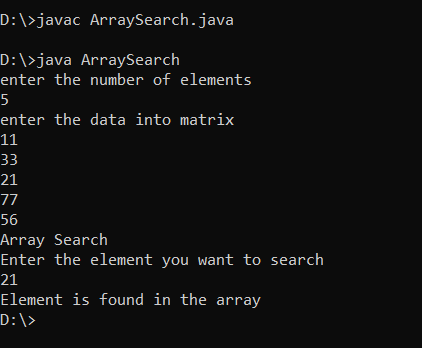 D:\>javac ArraySearch.java
D:\>java ArraySearch
enter the number of elements
5
enter the data into matrix
11
33
21
77
56
Array Search
Enter the element you want to search
21
Element is found in the array
D:\>